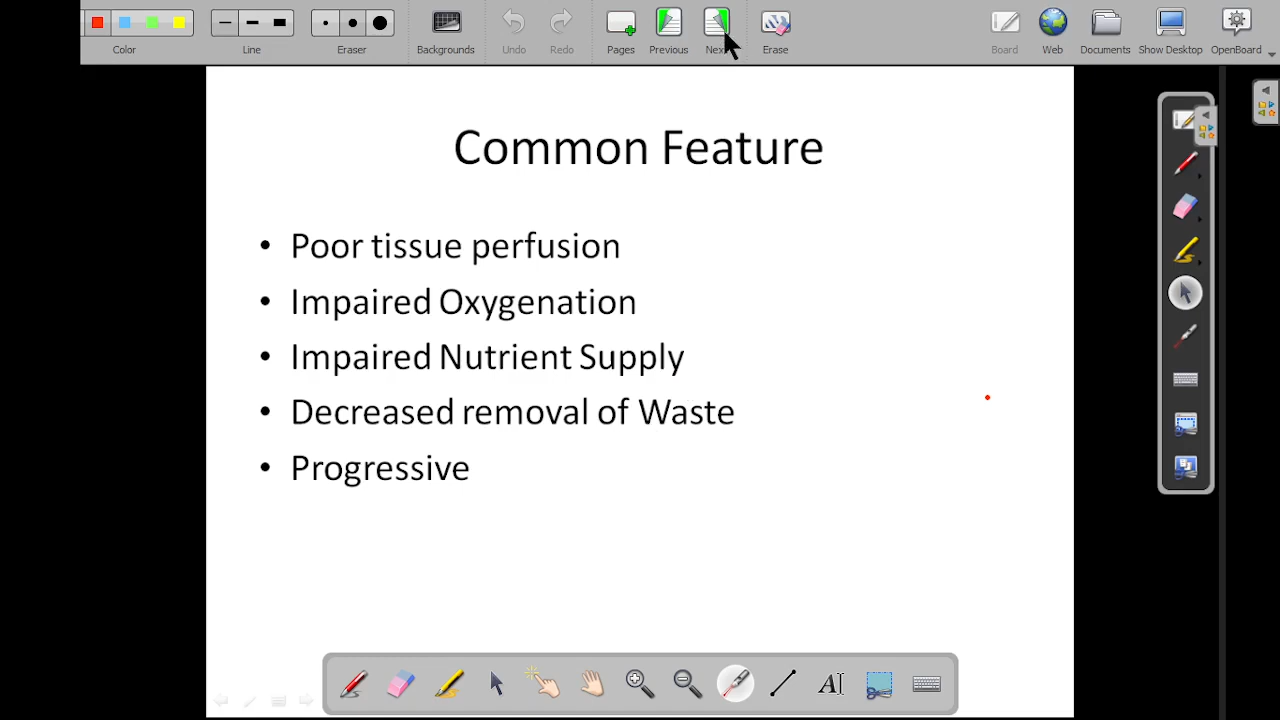 Color
Line
Eraser
Backgrounds
Undo
Redo
Pages
Previous
Erase
Board
Web
Documents
Show Desktop
OpenBoard
Common Feature
• Poor tissue perfusion
• Impaired Oxygenation
• Impaired Nutrient Supply
• Decreased removal of Waste
• Progressive
AI